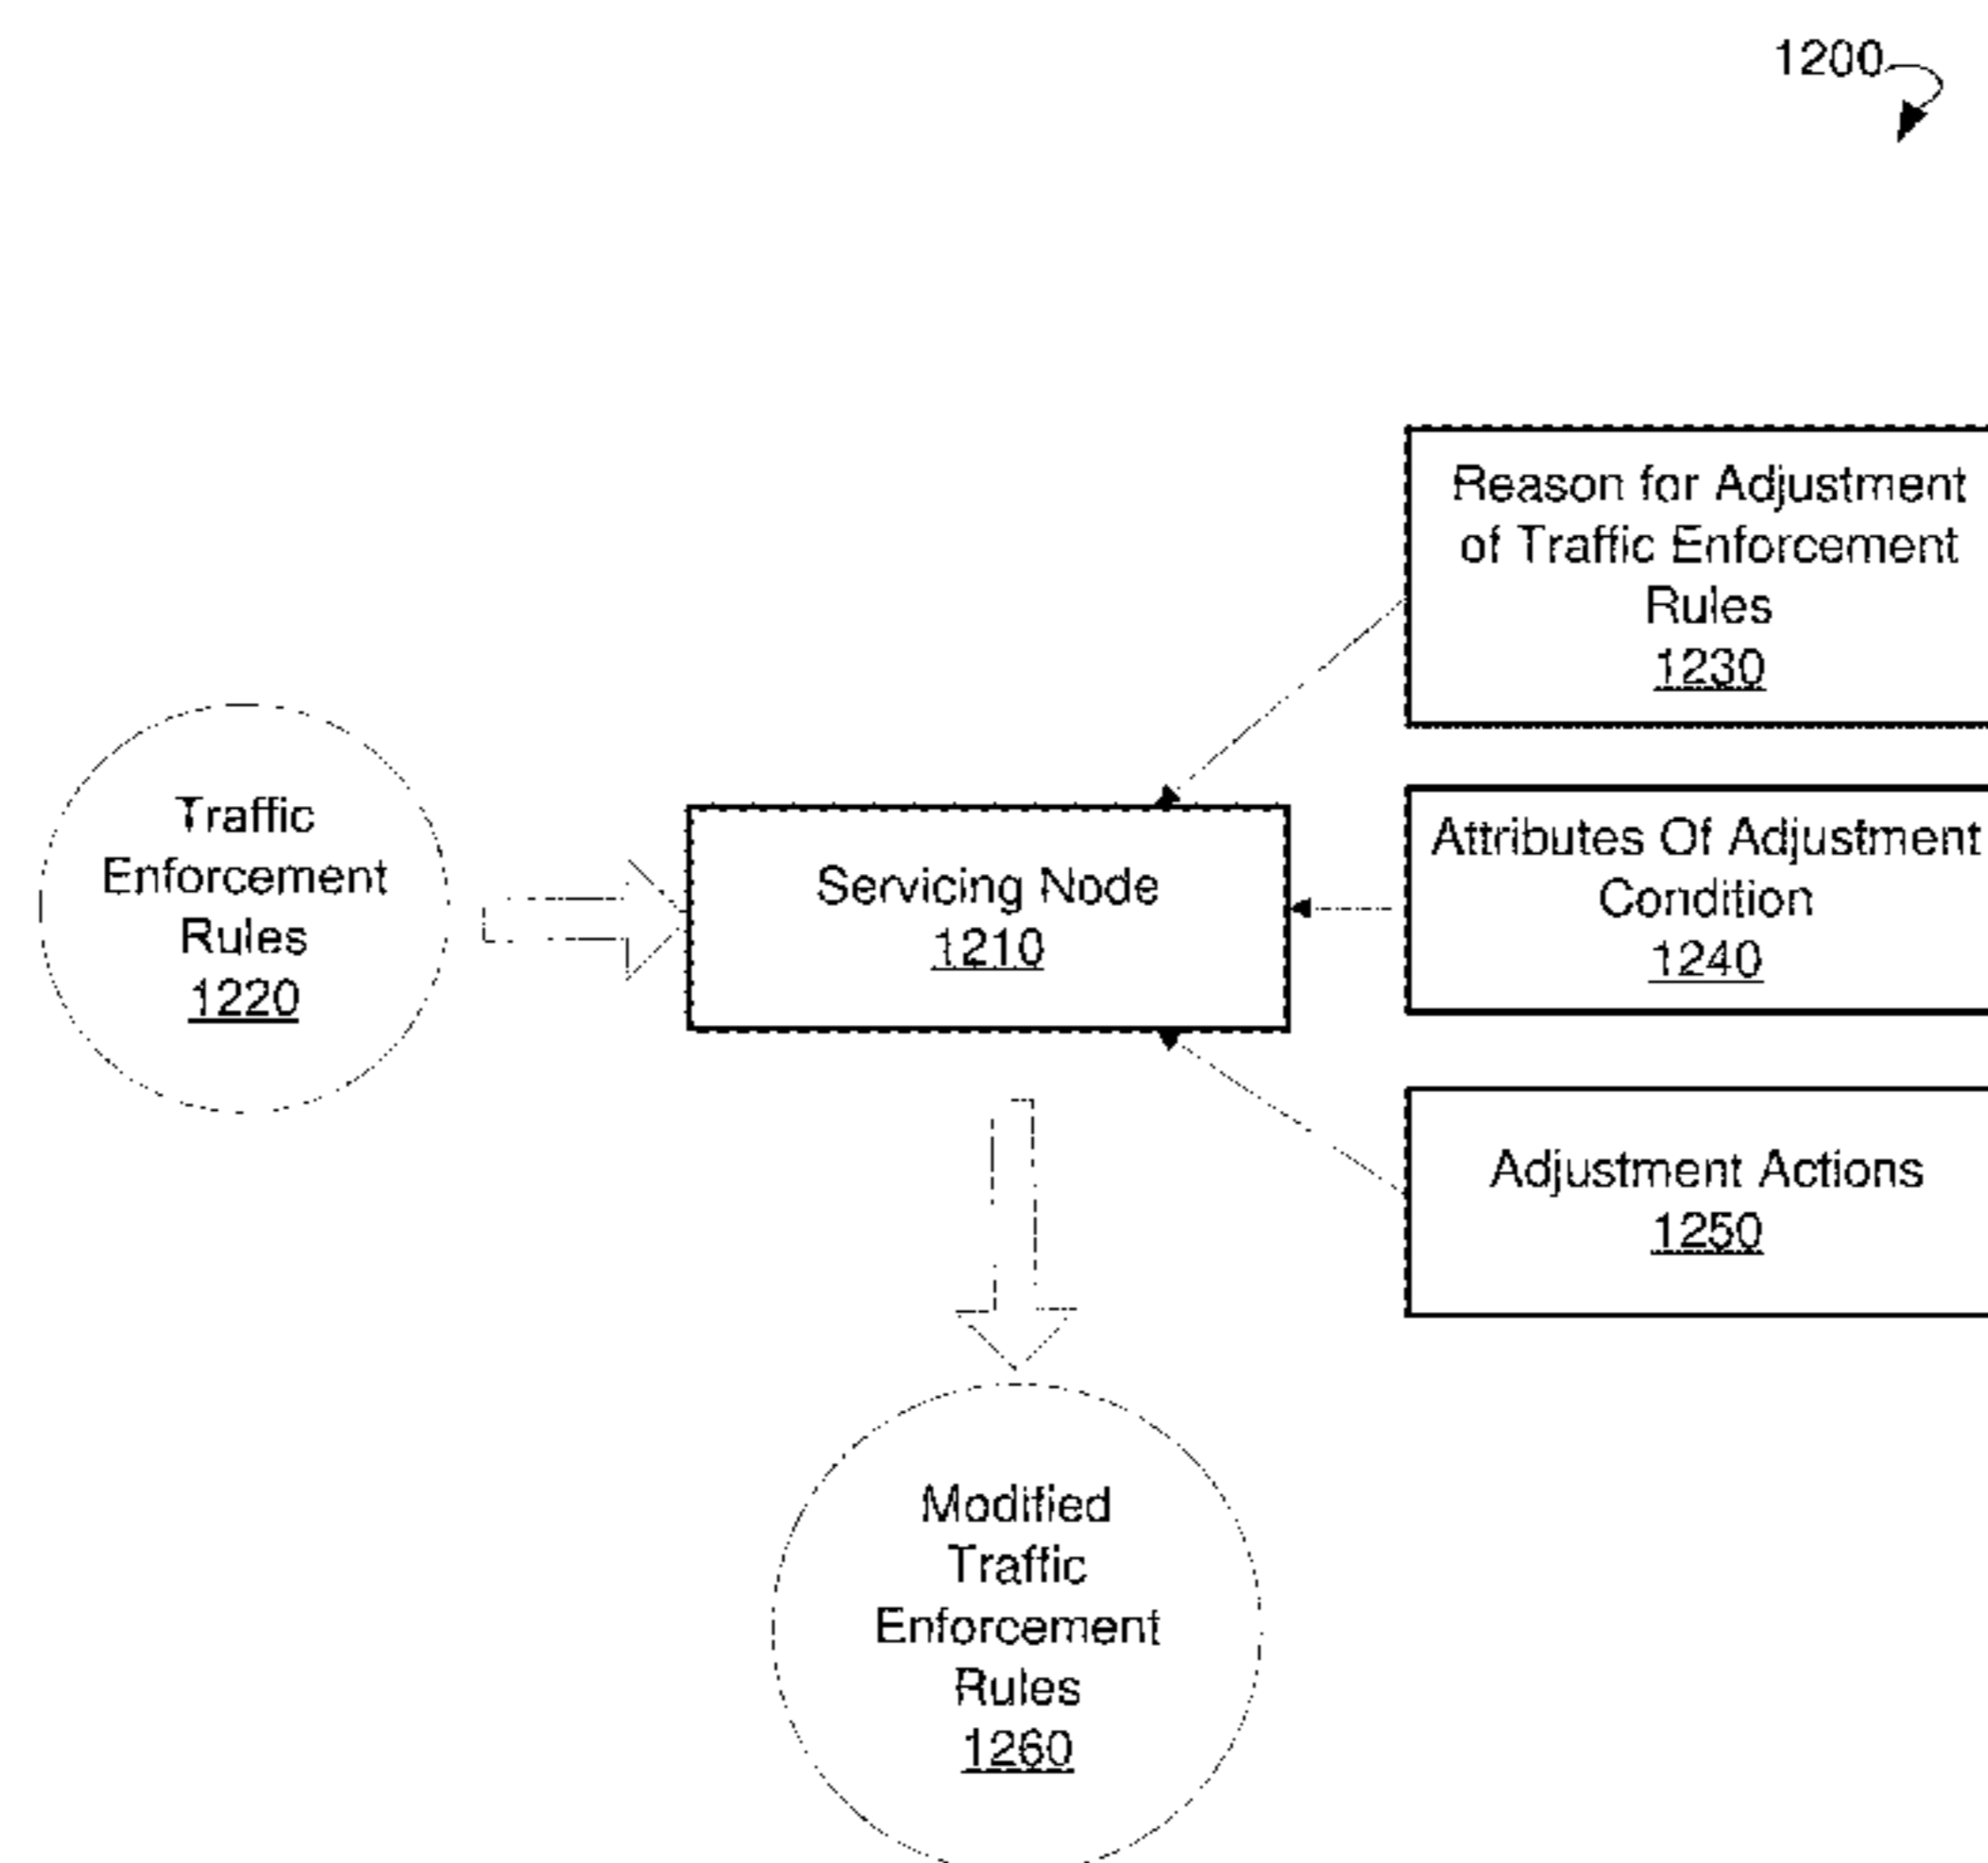 1200
Reason for Adjustment
of Traffic Enforcement
Rules
1230
Traffic
Enforcement
Rules
1220
Servicing Node
1210
Attributes Of Adjustment
Condition
1240
Adjustment Actions
1250
Modified
Traffic
Enforcement
Rules
1260